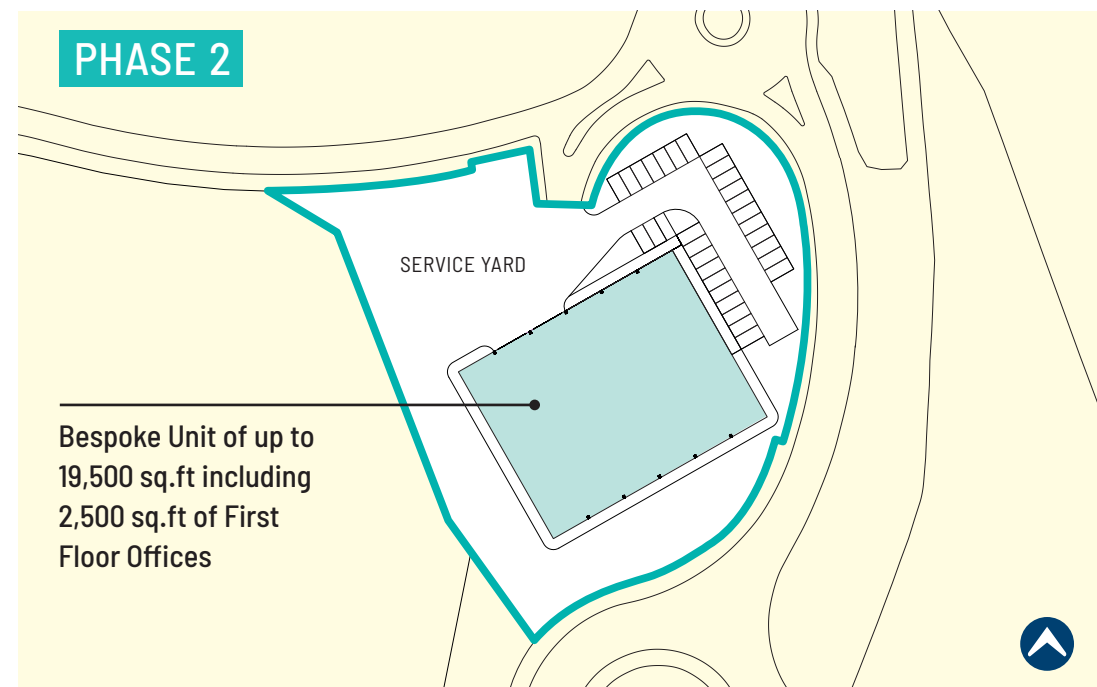 PHASE 2
SERVICE YARD
Bespoke Unit of up to
19,500 sq.ft including
2,500 sq.ft of First
Floor Offices